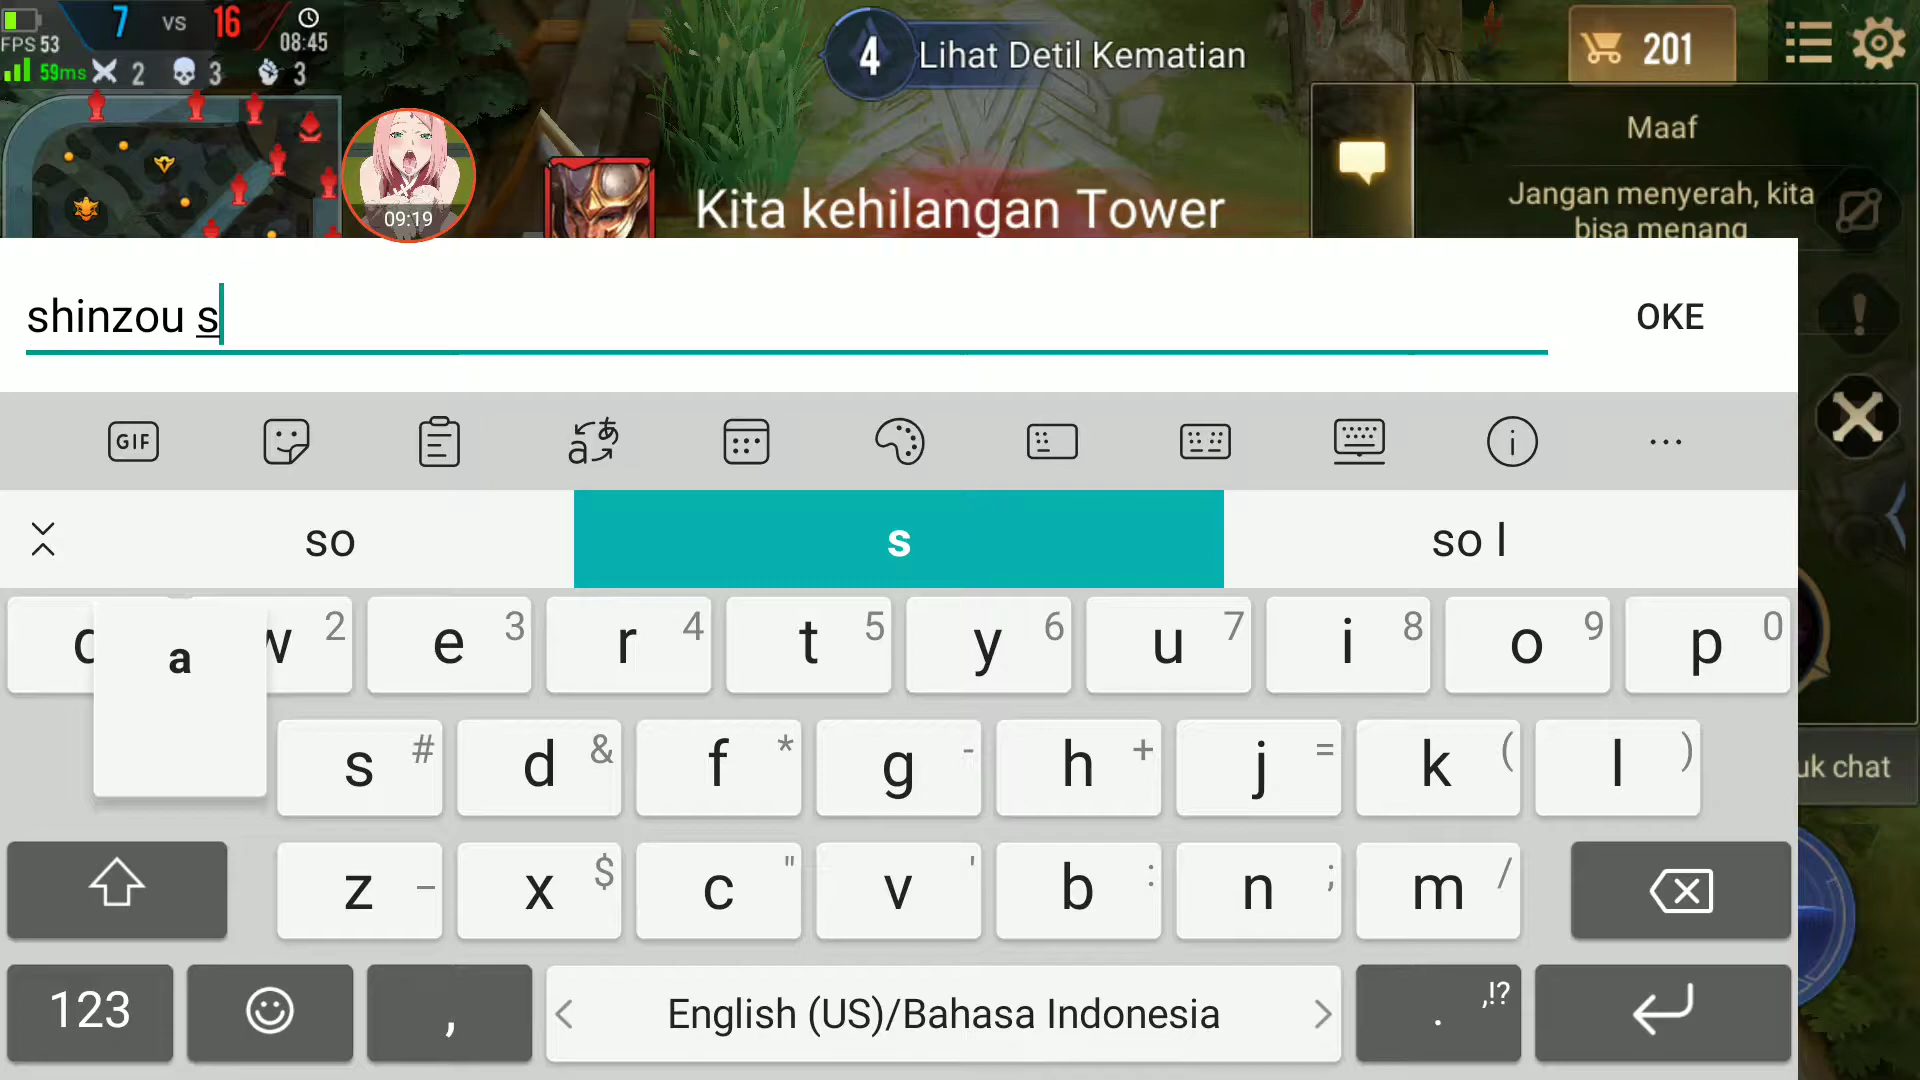 7 vs 16 08:45
FPS 53
59ms 2 3 3
4 Lihat Detil Kematian
201
09:19
Kita kehilangan Tower
Maaf
Jangan menyerah, kita
bisa menang
shinzou s
OKE
GIF
so s so I
a
w 2 e 3 r 4 t 5 y 6 u 7 i 8 o 9 p 0
s # d & f * g - h + j = k ( l )
z – x $ c " v ' b : n ; m /
123 , English (US)/Bahasa Indonesia . ,!?
uk chat